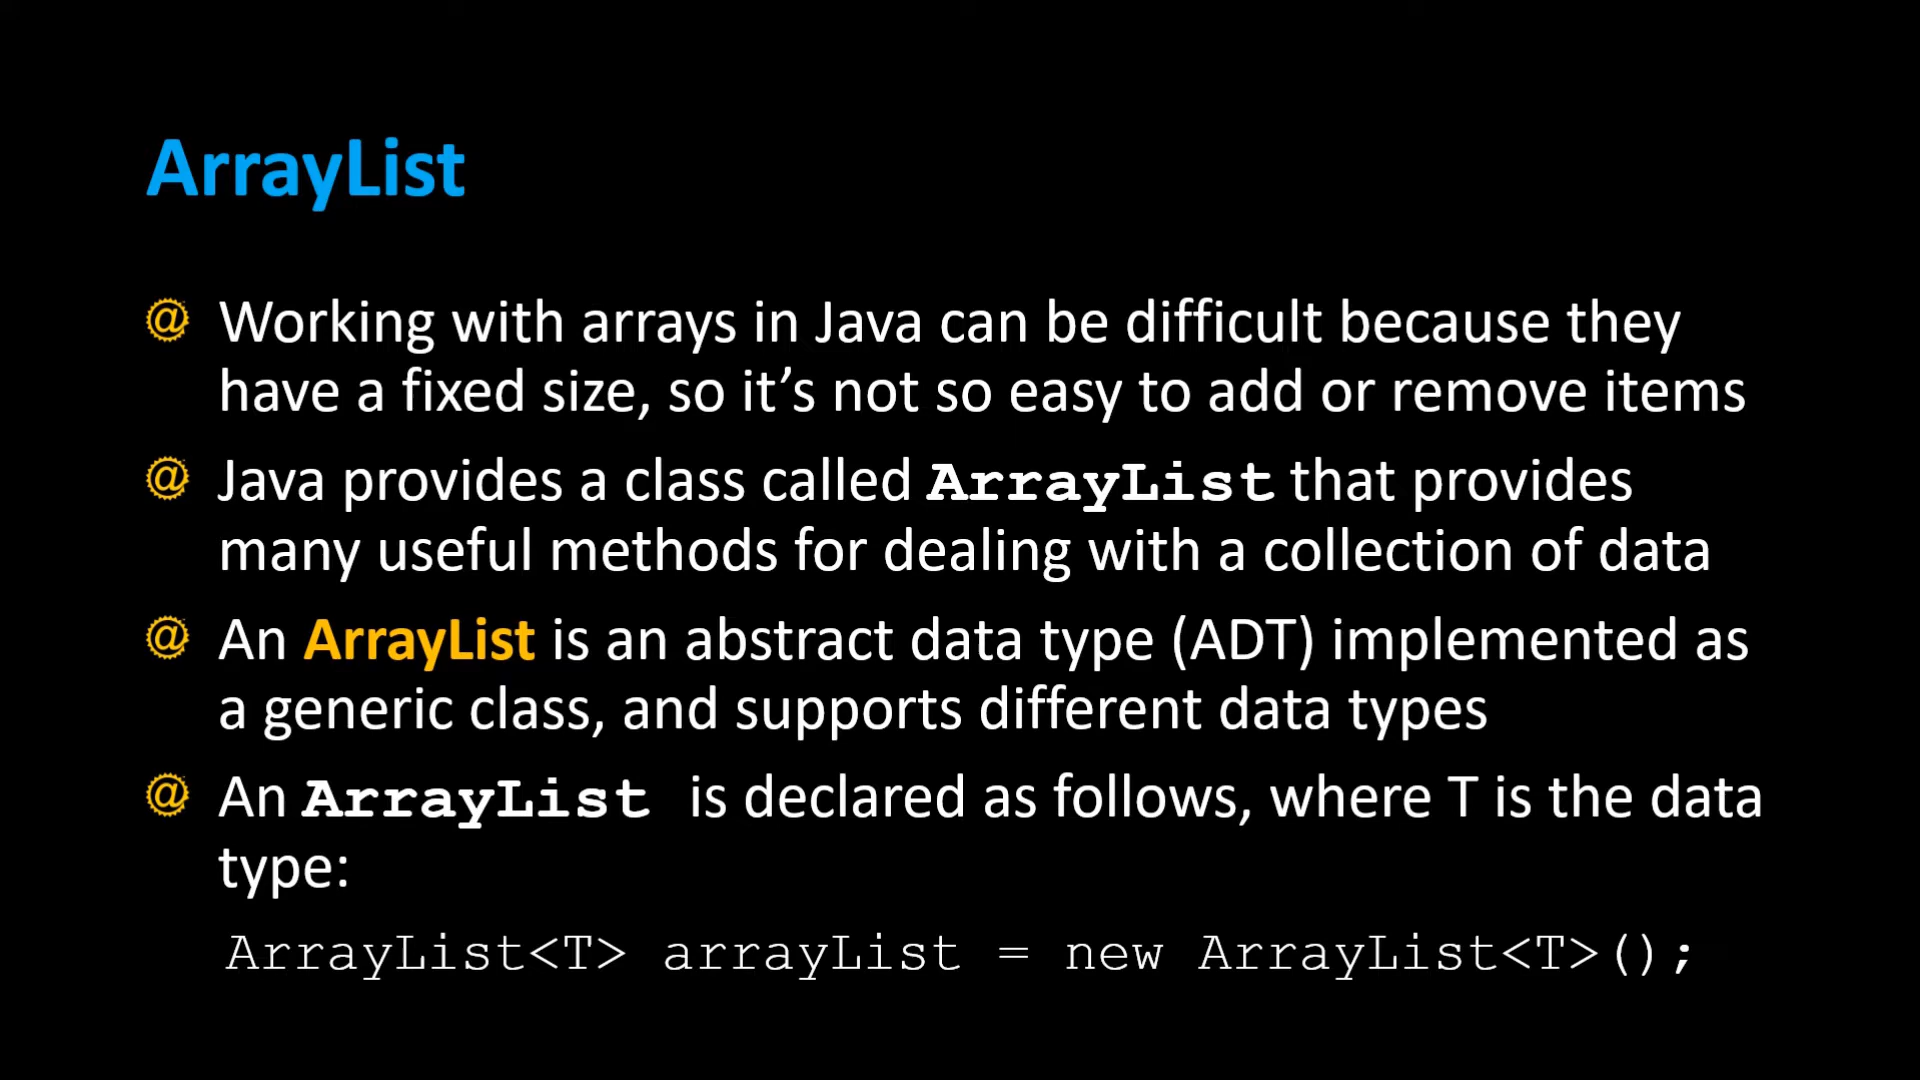 ArrayList
@ Working with arrays in Java can be difficult because they
have a fixed size, so it’s not so easy to add or remove items
@ Java provides a class called ArrayList that provides
many useful methods for dealing with a collection of data
@ An ArrayList is an abstract data type (ADT) implemented as
a generic class, and supports different data types
@ An ArrayList is declared as follows, where T is the data
type:
ArrayList<T> arrayList = new ArrayList<T>();